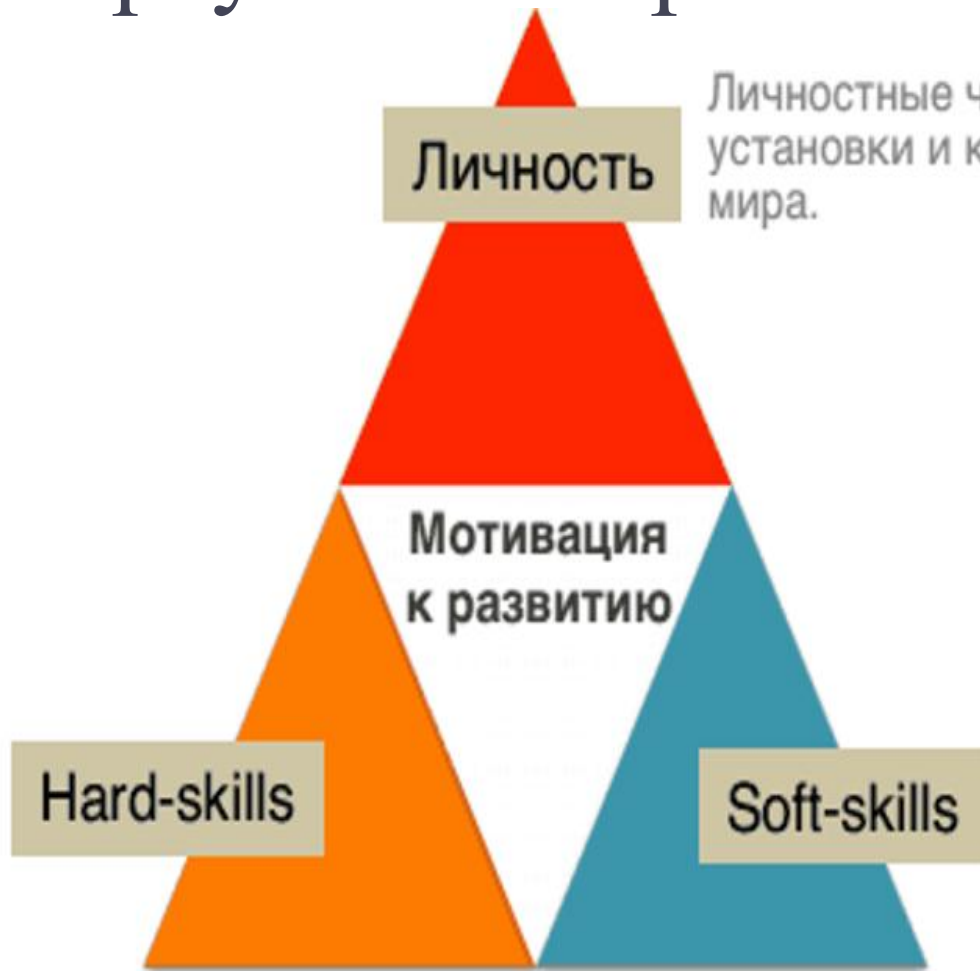 Личность
Личностные
установки и
мира.
Мотивация
к развитию
Hard-skills
Soft-skills